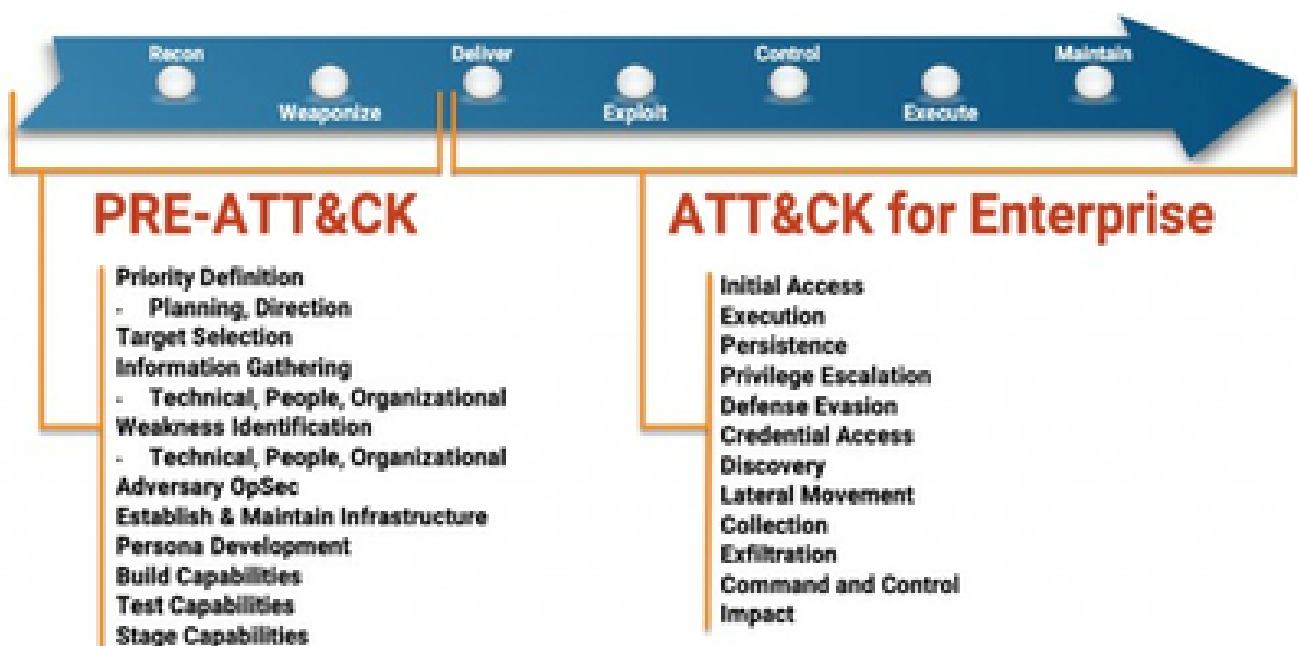 Recon
Deliver
Control
Maintain
Weaponize
Exploit
Execute
PRE-ATT&CK
Priority Definition
- Planning, Direction
Target Selection
Information Gathering
- Technical, People, Organizational
Weakness Identification
- Technical, People, Organizational
Adversary OpSec
Establish & Maintain Infrastructure
Persona Development
Build Capabilities
Test Capabilities
Stage Capabilities
ATT&CK for Enterprise
Initial Access
Execution
Persistence
Privilege Escalation
Defense Evasion
Credential Access
Discovery
Lateral Movement
Collection
Exfiltration
Command and Control
Impact